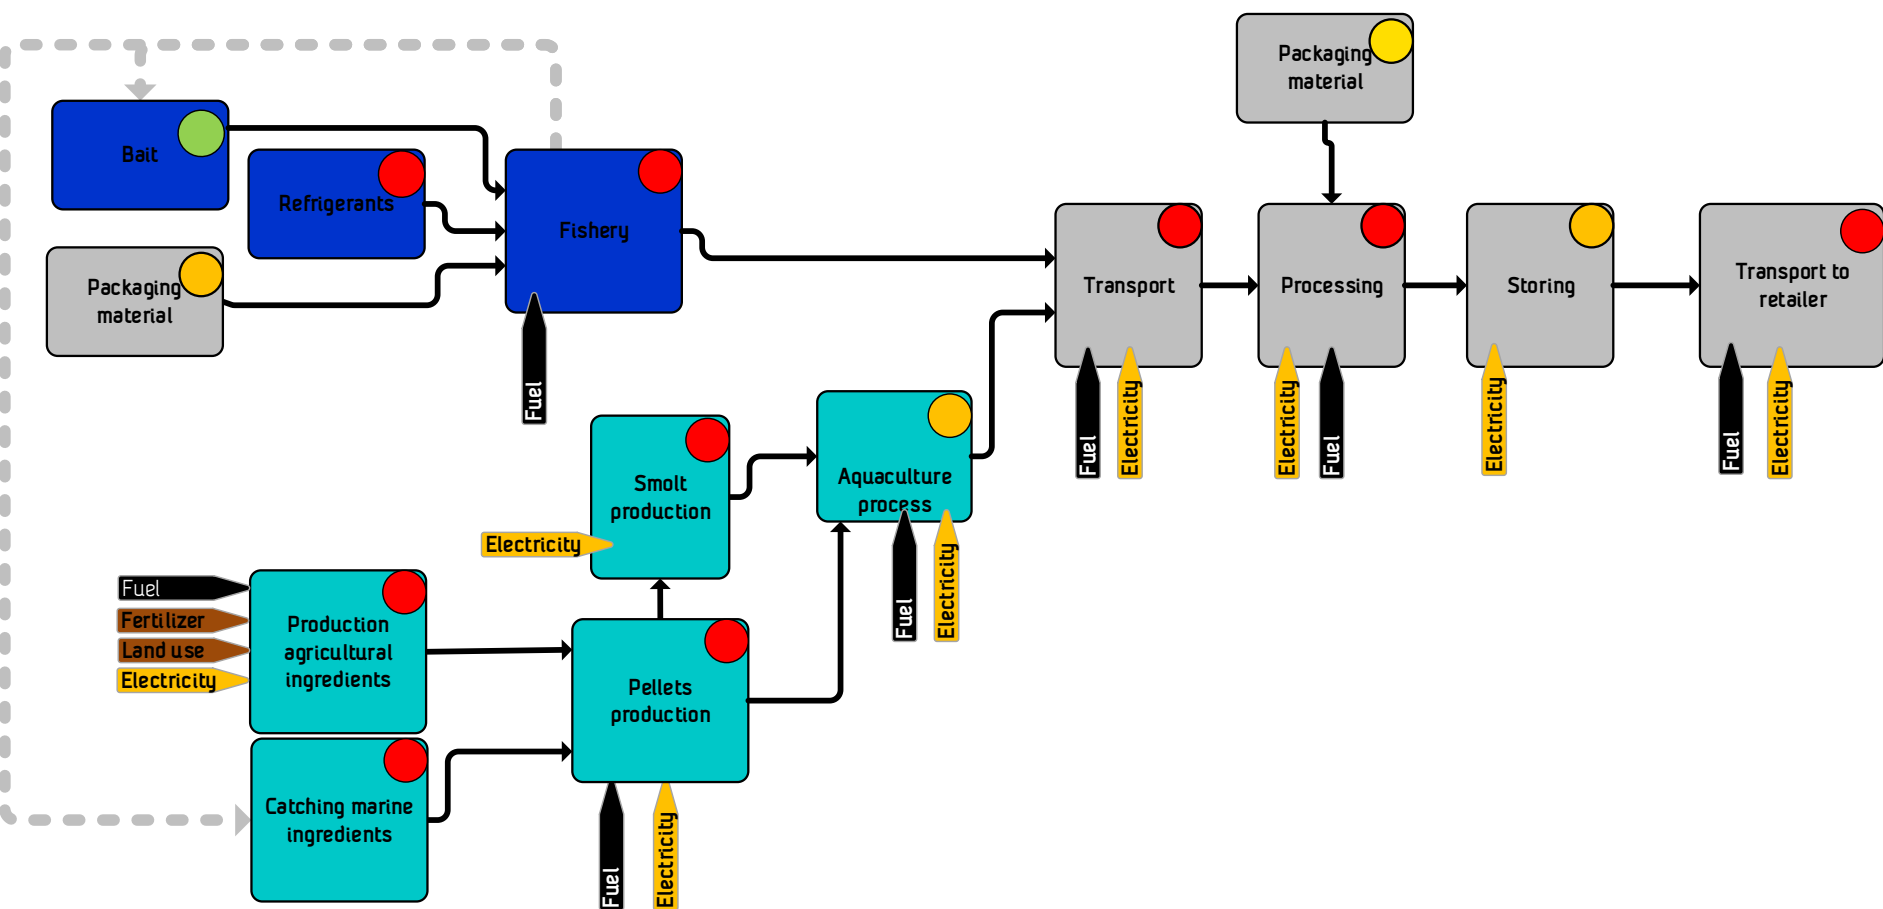 Packaging
material
Bait
Refrigerants
Fishery
Packaging
material
Transport
Processing
Storing
Transport to
retailer
Fuel
Fuel
Electricity
Electricity
Fuel
Electricity
Fuel
Electricity
Smolt
production
Aquaculture
process
Electricity
Fuel
Electricity
Fuel
Fertilizer
Land use
Electricity
Production
agricultural
ingredients
Pellets
production
Catching marine
ingredients
Fuel
Electricity